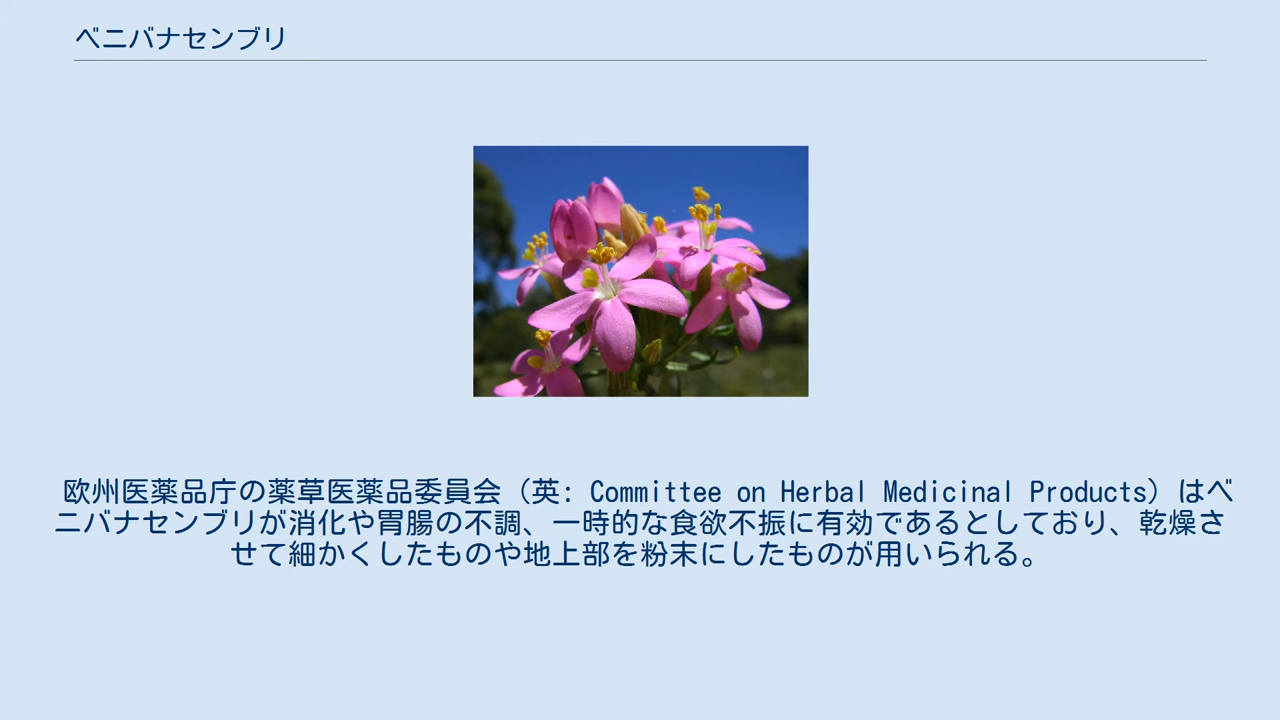 ベニバナセンブリ
欧州医薬品庁の薬草医薬品委員会（英: Committee on Herbal Medicinal Products）はベ
ニバナセンブリが消化や胃腸の不調、一時的な食欲不振に有効であるとしており、乾燥さ
せて細かくしたものや地上部を粉末にしたものが用いられる。